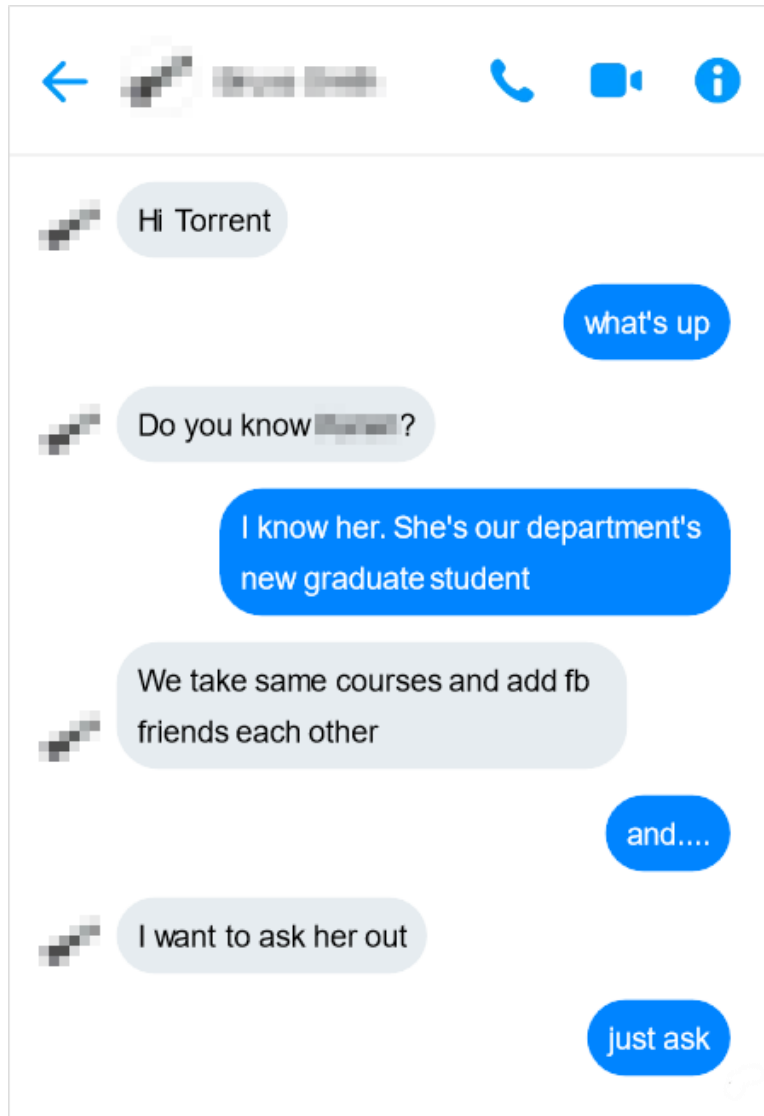 Hi Torrent
what's up
Do you know ?
I know her. She's our department's
new graduate student
We take same courses and add fb
friends each other
and....
I want to ask her out
just ask